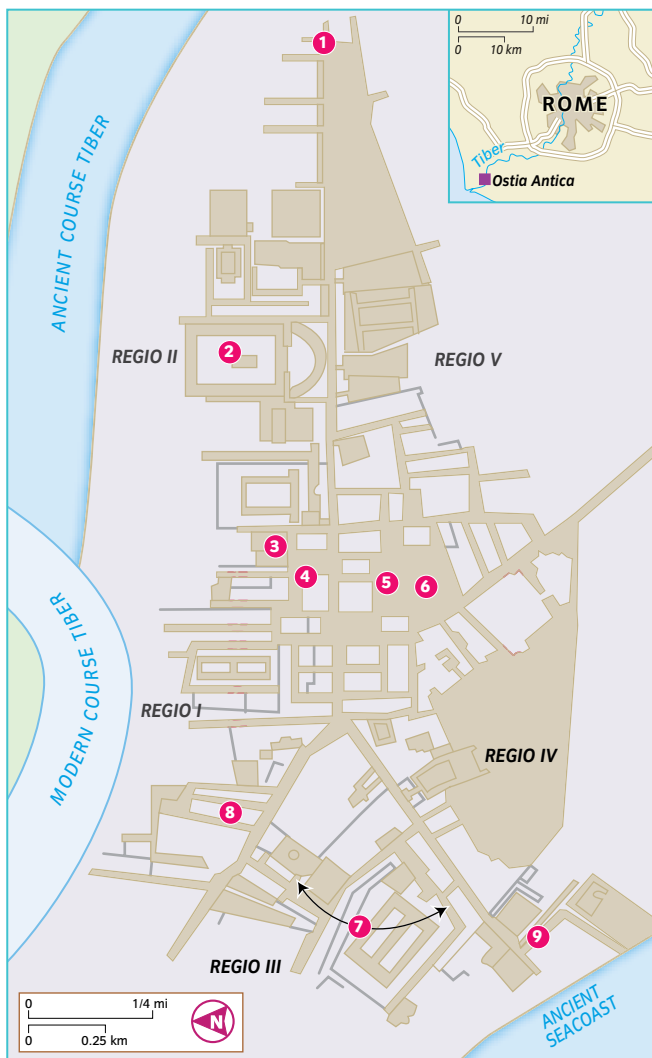 1
0
10 mi
0
10 km
ROME
Tiber
Ostia Antica
ANCIENT COURSE TIBER
REGIO II
2
REGIO V
3
4
5
6
MODERN COURSE TIBER
REGIO I
REGIO IV
8
7
9
REGIO III
0
1/4 mi
0
0.25 km
N
ANCIENT
SEACOAST